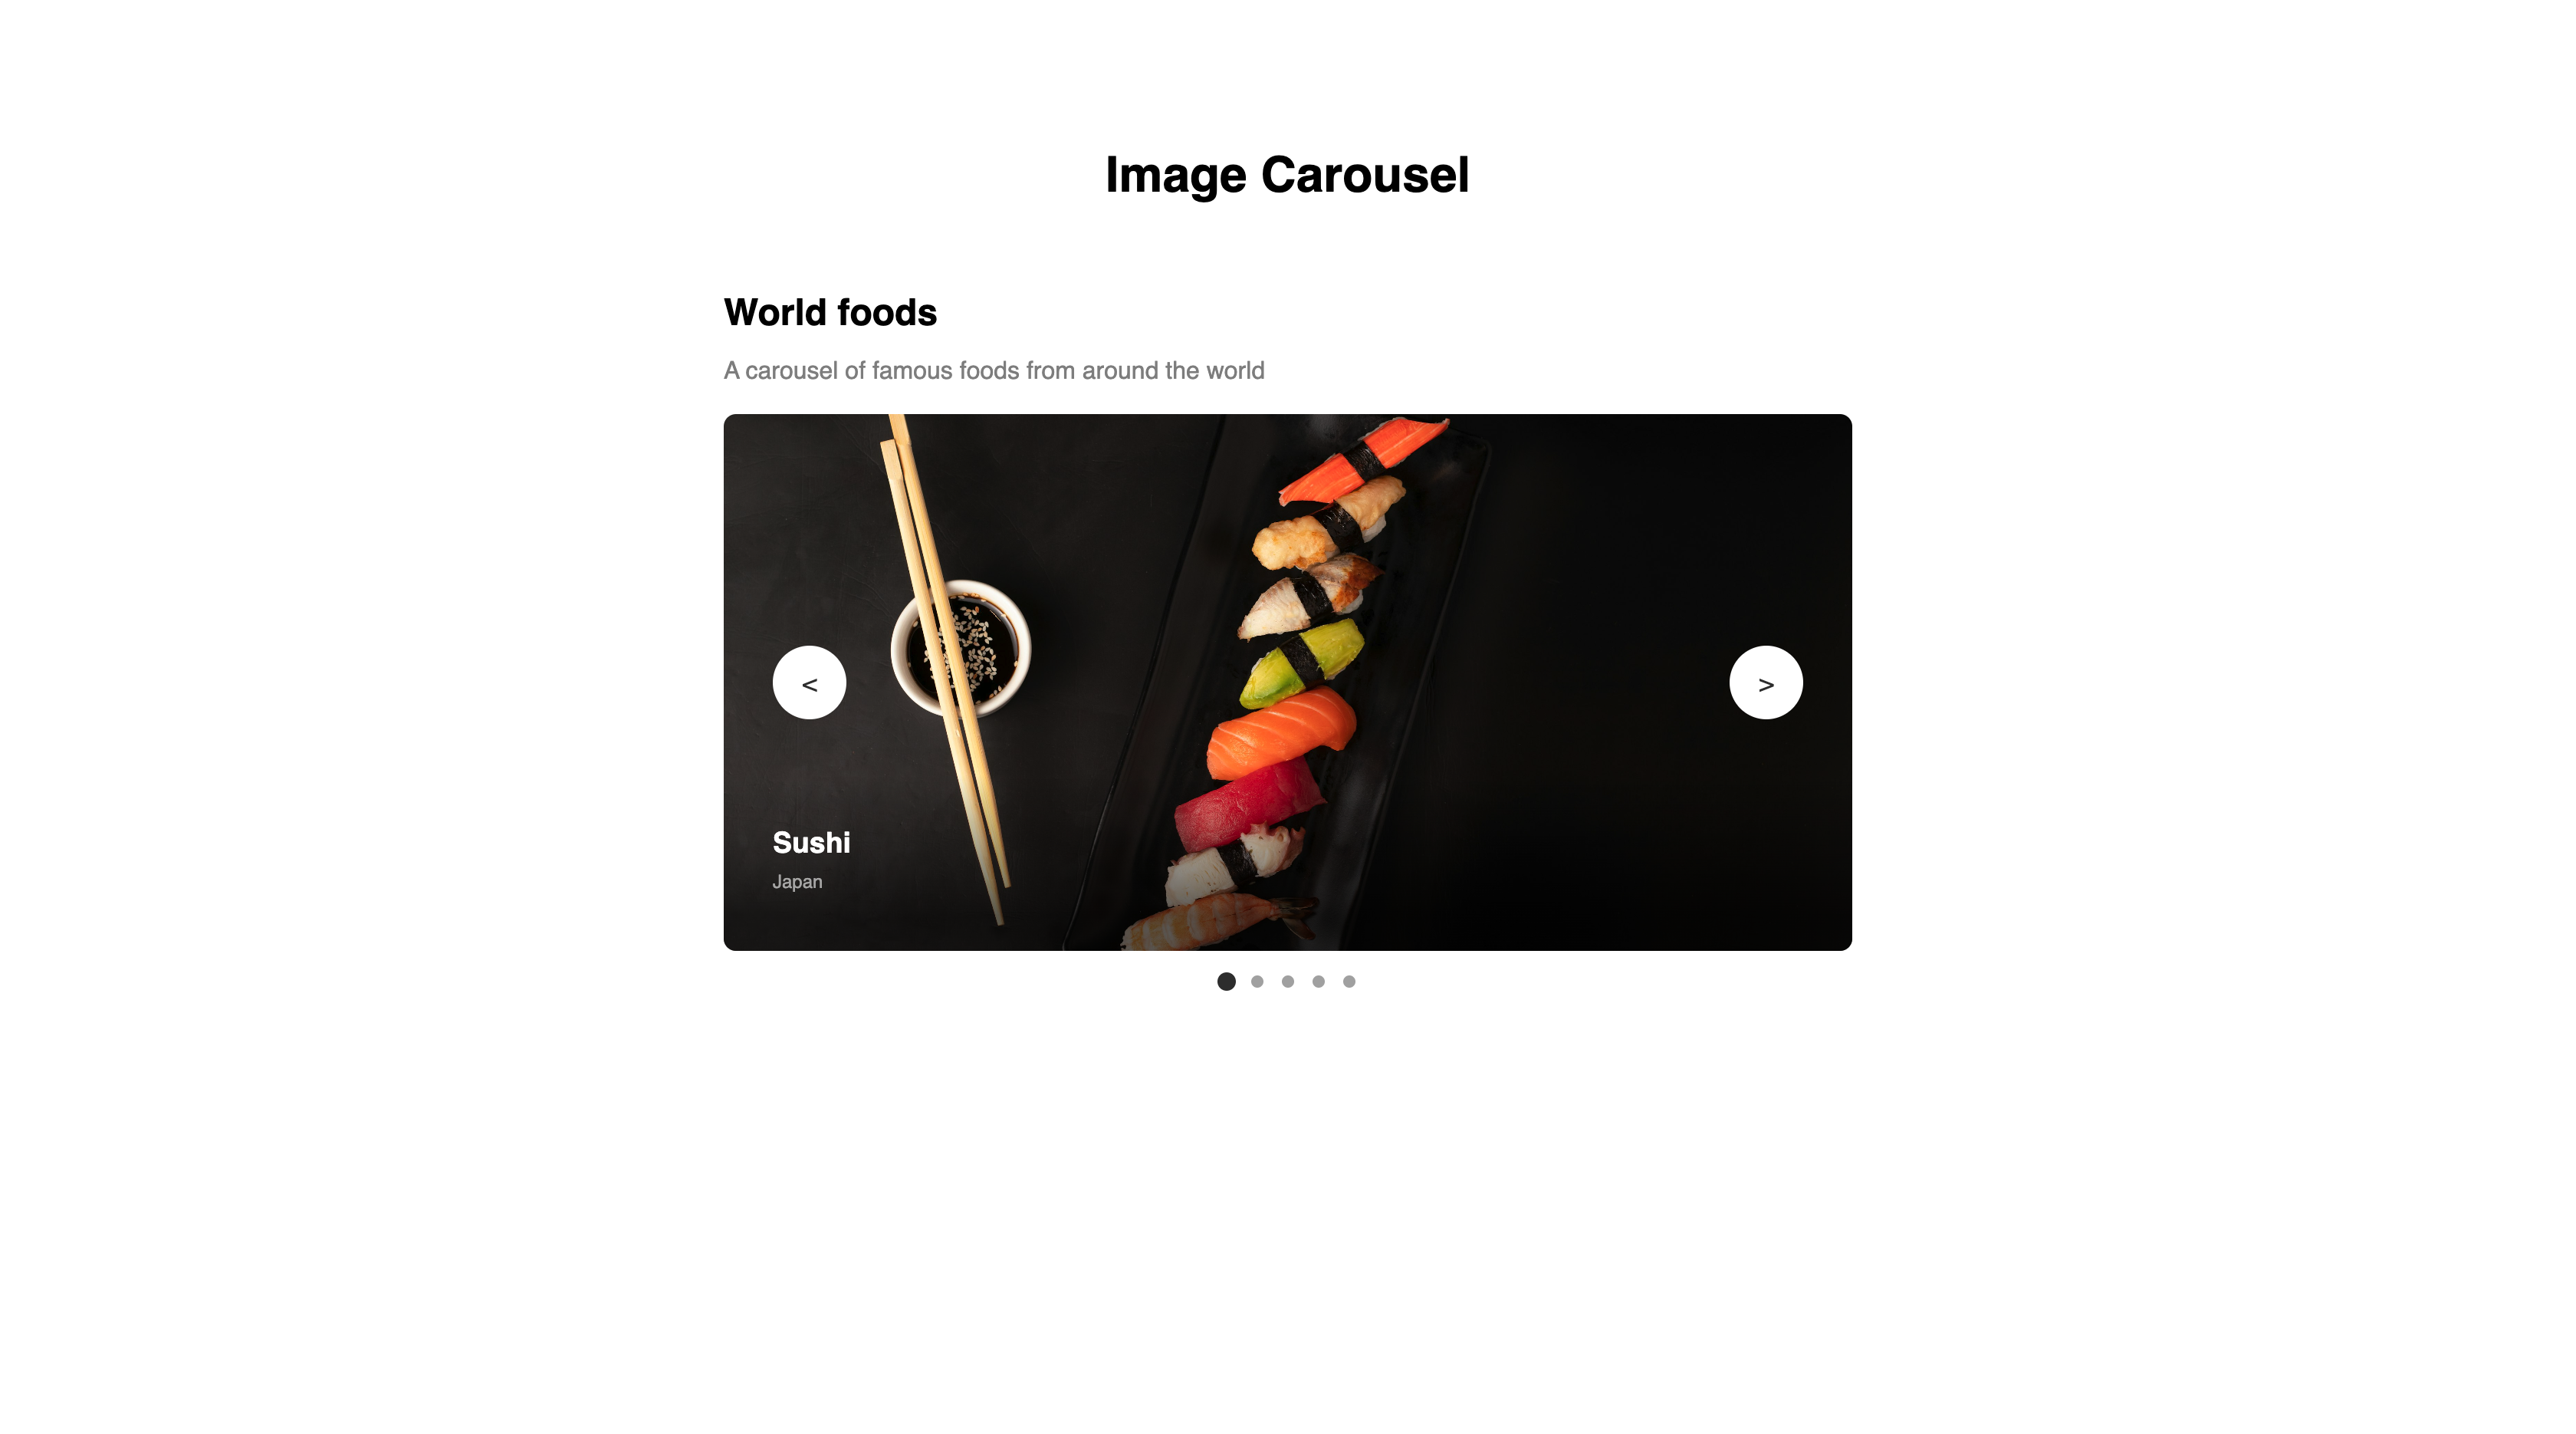 Image Carousel
World foods
A carousel of famous foods from around the world
<
>
Sushi
Japan